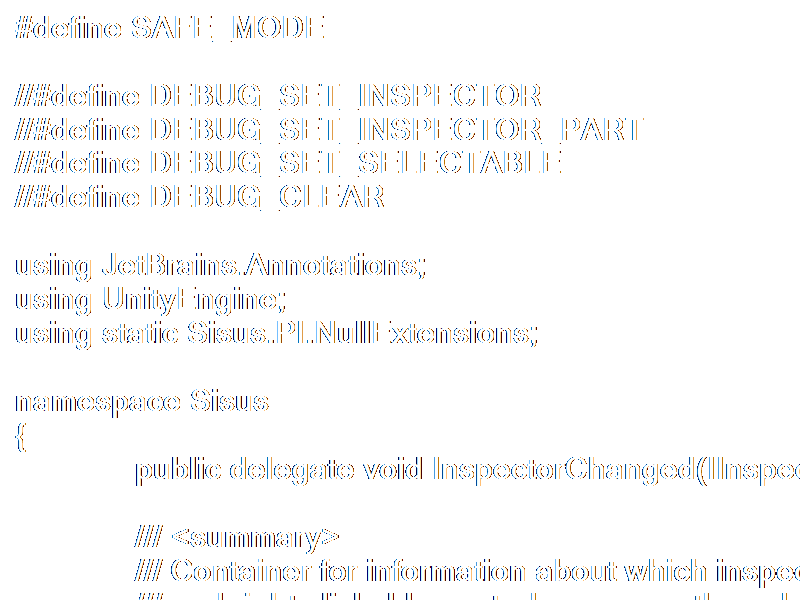 #define SAFE_MODE
//#define DEBUG_SET_INSPECTOR
//#define DEBUG_SET_INSPECTOR_PART
//#define DEBUG_SET_SELECTABLE
//#define DEBUG_CLEAR
using JetBrains.Annotations;
using UnityEngine;
using static Sisus.PI.NullExtensions;
namespace Sisus
{
public delegate void InspectorChanged(IInspec
/// <summary>
/// Container for information about which inspec